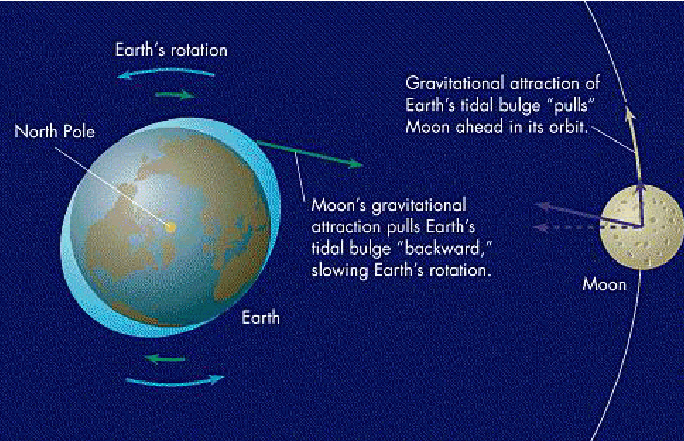 Earth's rotation
North Pole
Gravitational attraction of
Earth's tidal bulge "pulls"
Moon ahead in its orbit.
Moon's gravitational
attraction pulls Earth's
tidal bulge "backward,"
slowing Earth's rotation.
Moon
Earth